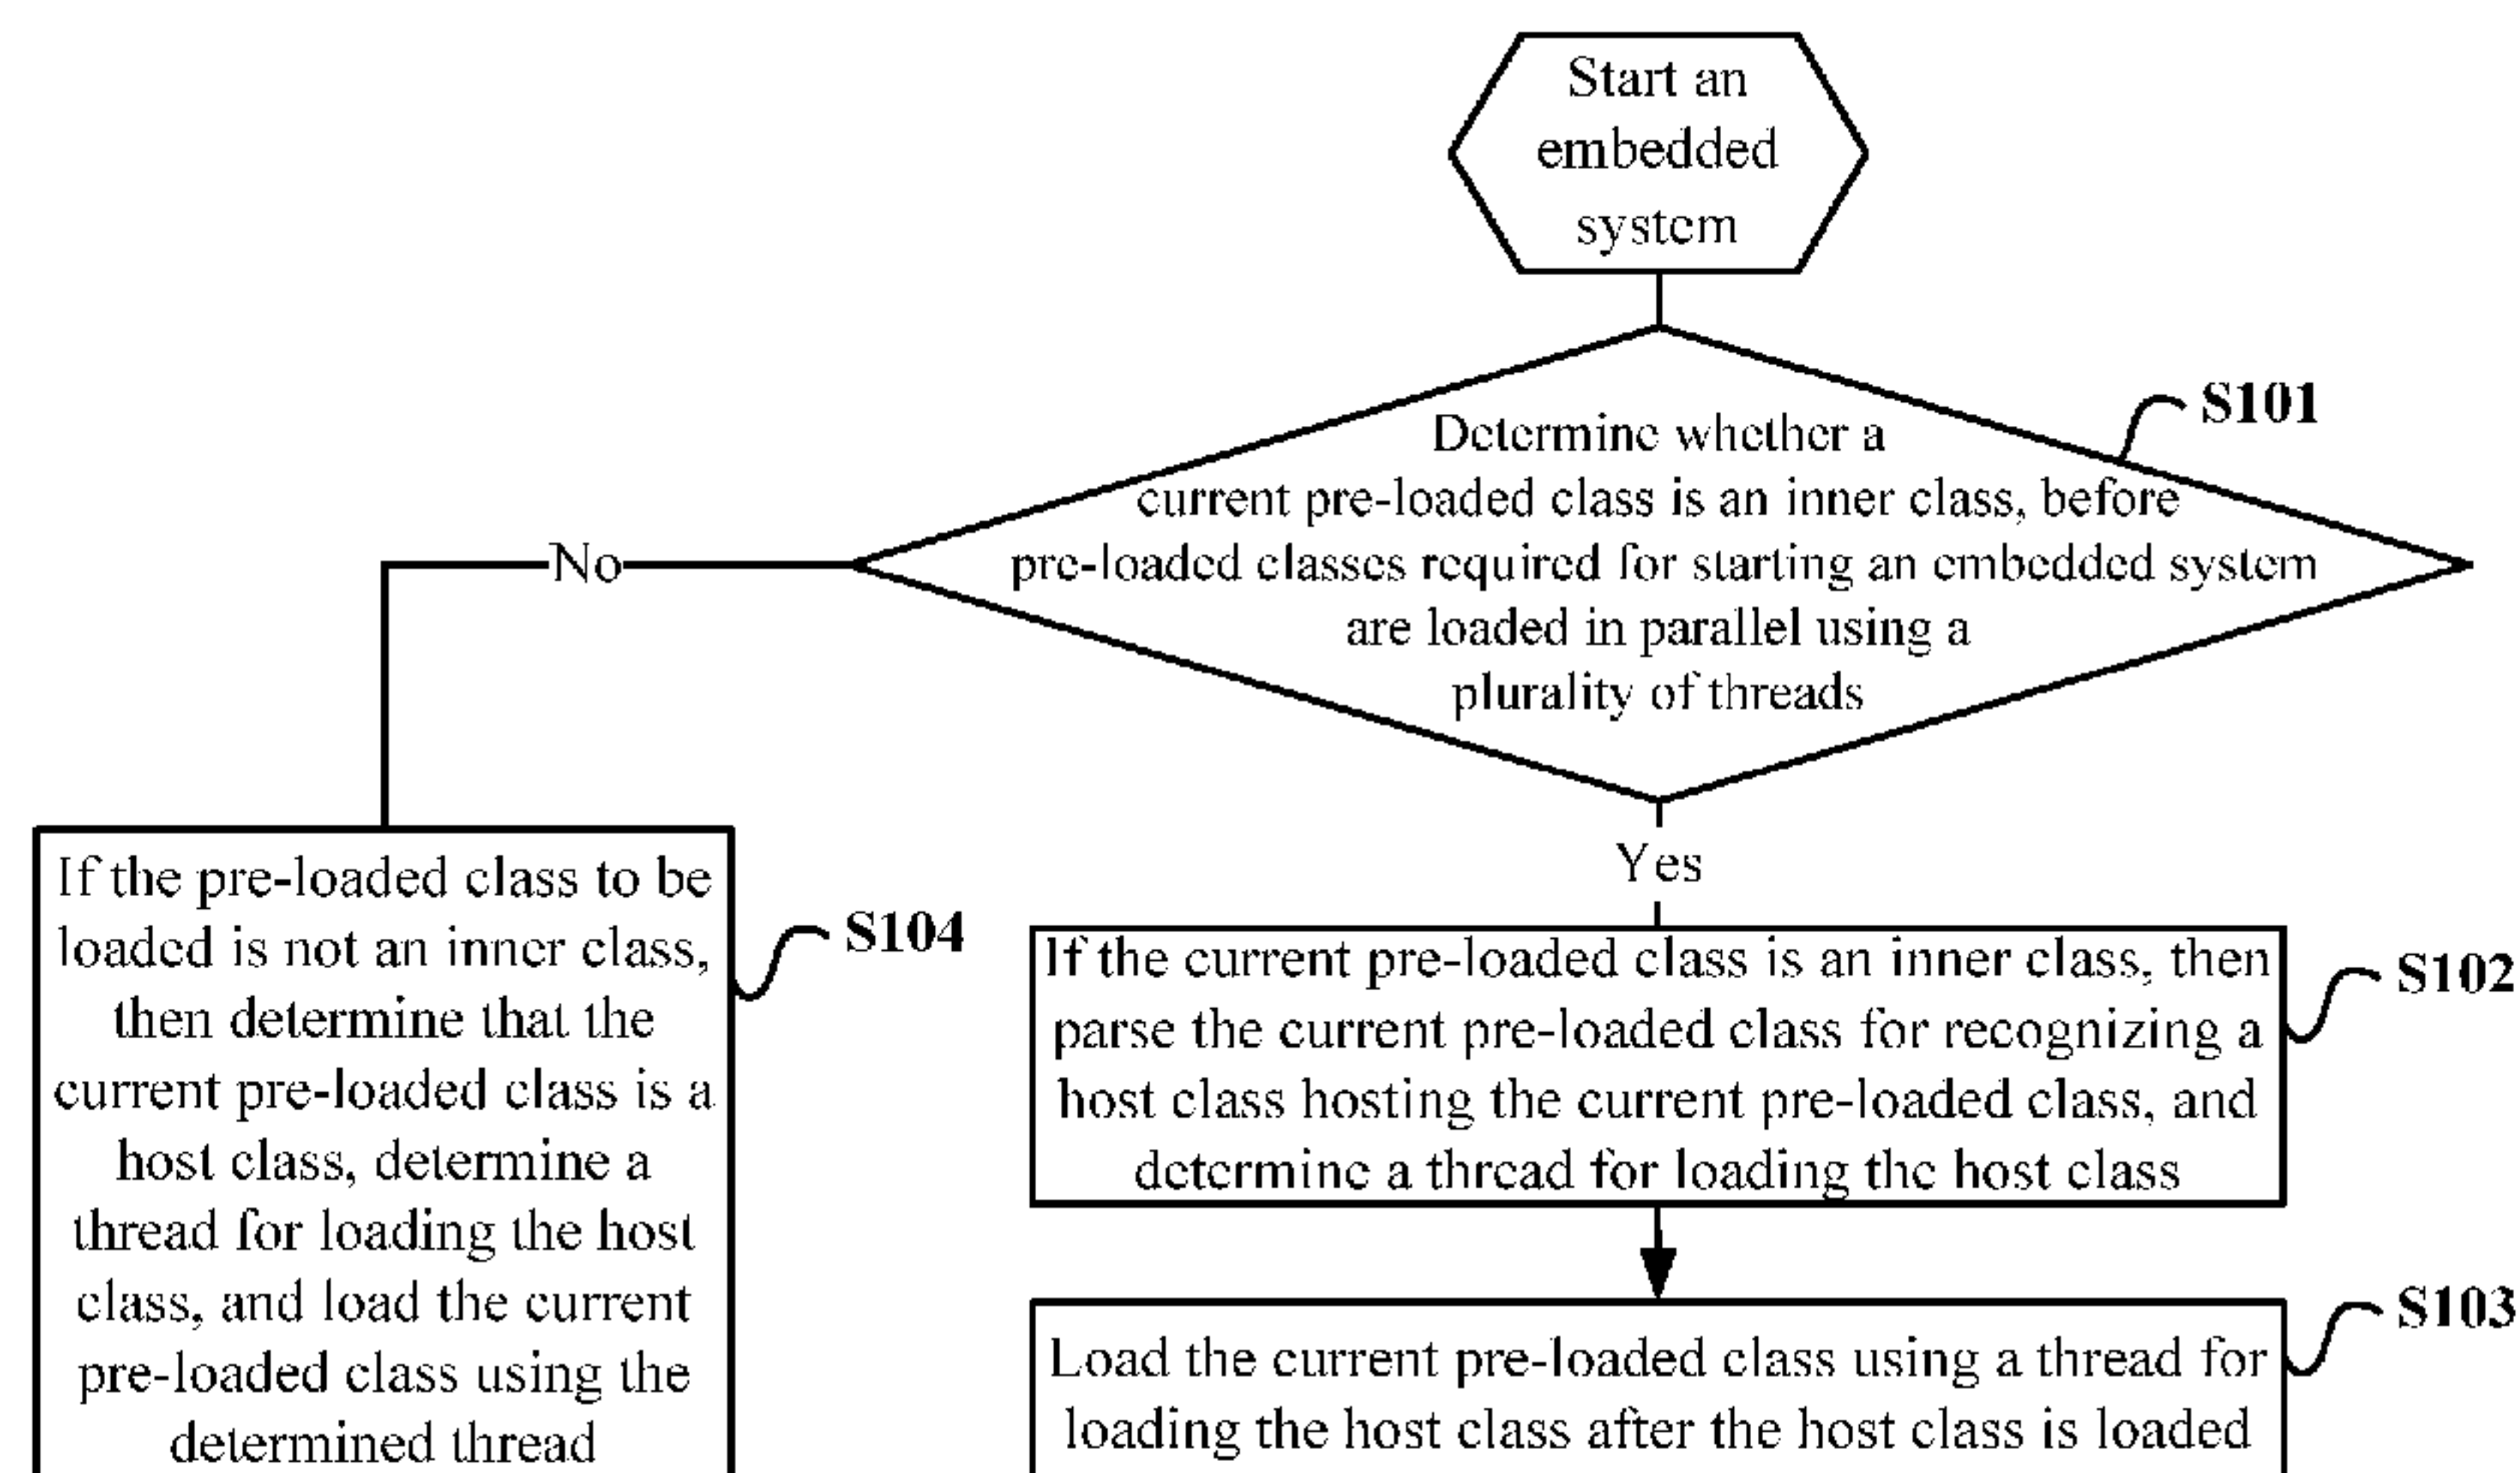 Start an
embedded
system
S101
Determine whether a
current pre-loaded class is an inner class, before
pre-loaded classes required for starting an embedded system
are loaded in parallel using a
plurality of threads
No
Yes
If the pre-loaded class to be
loaded is not an inner class,
then determine that the
current pre-loaded class is a
host class, determine a
thread for loading the host
class, and load the current
pre-loaded class using the
determined thread
S104
If the current pre-loaded class is an inner class, then
parse the current pre-loaded class for recognizing a
host class hosting the current pre-loaded class, and
determine a thread for loading the host class
S102
Load the current pre-loaded class using a thread for
loading the host class after the host class is loaded
S103